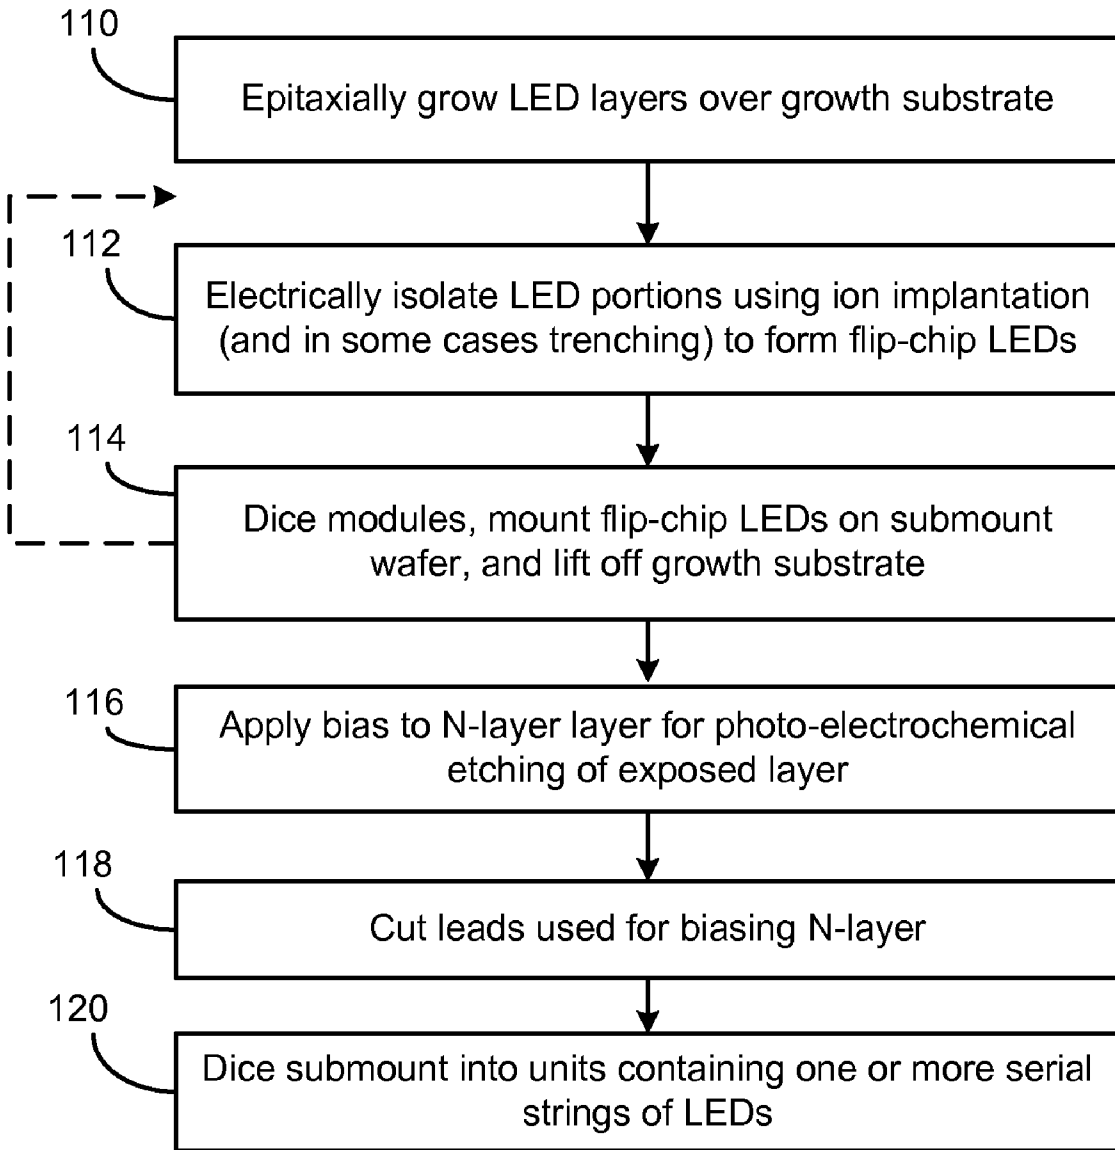 110
Epitaxially grow LED layers over growth substrate
112
Electrically isolate LED portions using ion implantation
(and in some cases trenching) to form flip-chip LEDs
114
Dice modules, mount flip-chip LEDs on submount
wafer, and lift off growth substrate
116
Apply bias to N-layer layer for photo-electrochemical
etching of exposed layer
118
Cut leads used for biasing N-layer
120
Dice submount into units containing one or more serial
strings of LEDs